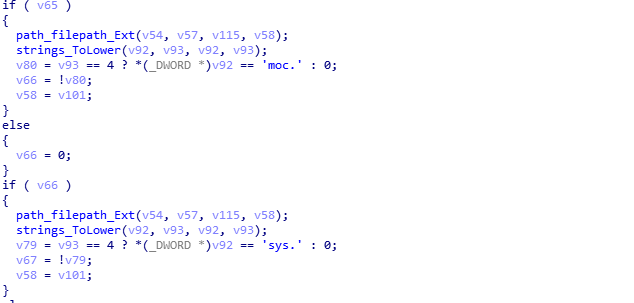 if ( v65 )
{
  path_filepath_Ext(v54, v57, v115, v58);
  strings_ToLower(v92, v93, v92, v93);
  v80 = v93 == 4 ? *(_DWORD *)v92 == 'moc.' : 0;
  v66 = !v80;
  v58 = v101;
}
else
{
  v66 = 0;
}
if ( v66 )
{
  path_filepath_Ext(v54, v57, v115, v58);
  strings_ToLower(v92, v93, v92, v93);
  v79 = v93 == 4 ? *(_DWORD *)v92 == 'sys.' : 0;
  v67 = !v79;
  v58 = v101;
}